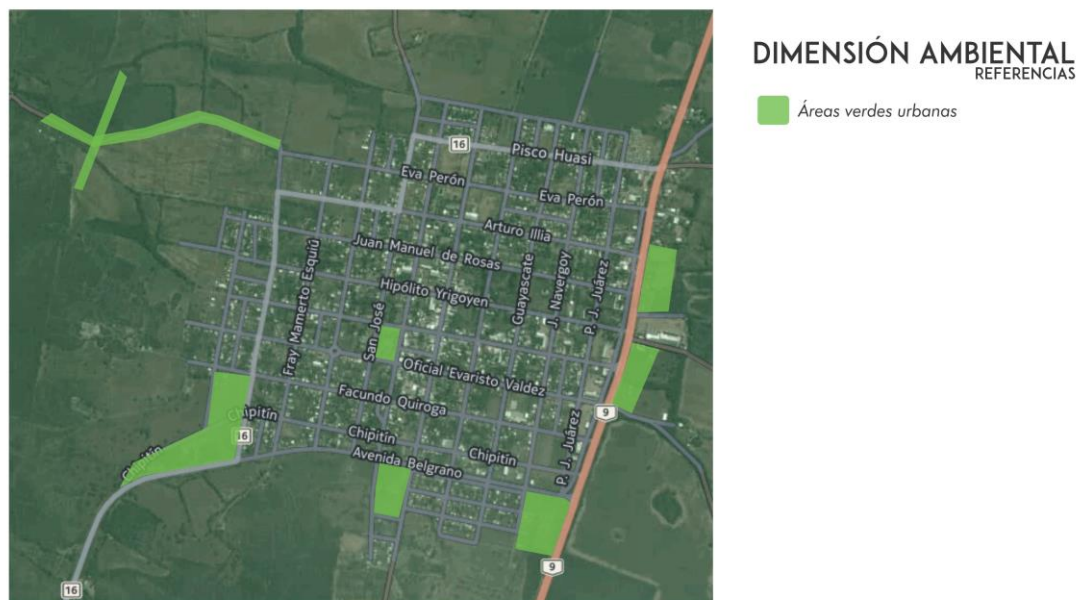 DIMENSIÓN AMBIENTAL
REFERENCIAS
Áreas verdes urbanas
16
Pisco Huasi
Eva Perón
Eva Perón
Arturo Illia
Juan Manuel de Rosas
Fray Mamerto Esquiú
Hipólito Yrigoyen
Guayascate
J. Navergoy
P. J. Juárez
San José
Oficial Evaristo Valdez
Facundo Quiroga
9
Chipitín
16
Chipitín
Chipitín
Chipitín
P. J. Juárez
Avenida Belgrano
9
16